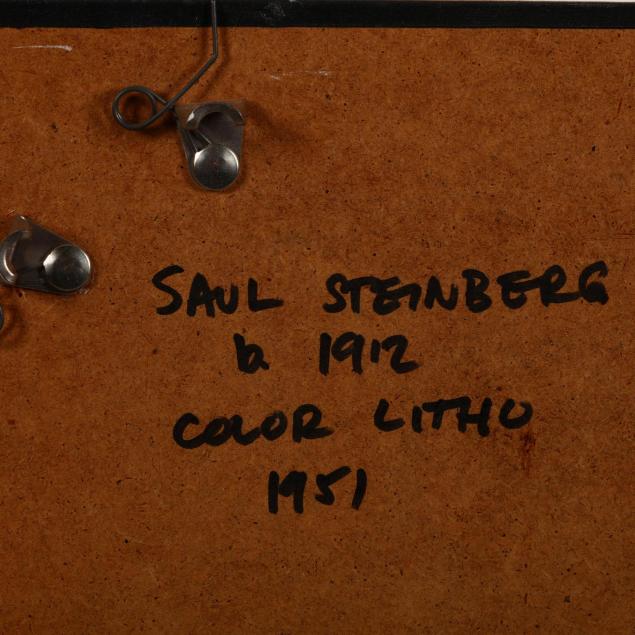 SAUL STEINBERG
b. 1912
COLOR LITHO
1951